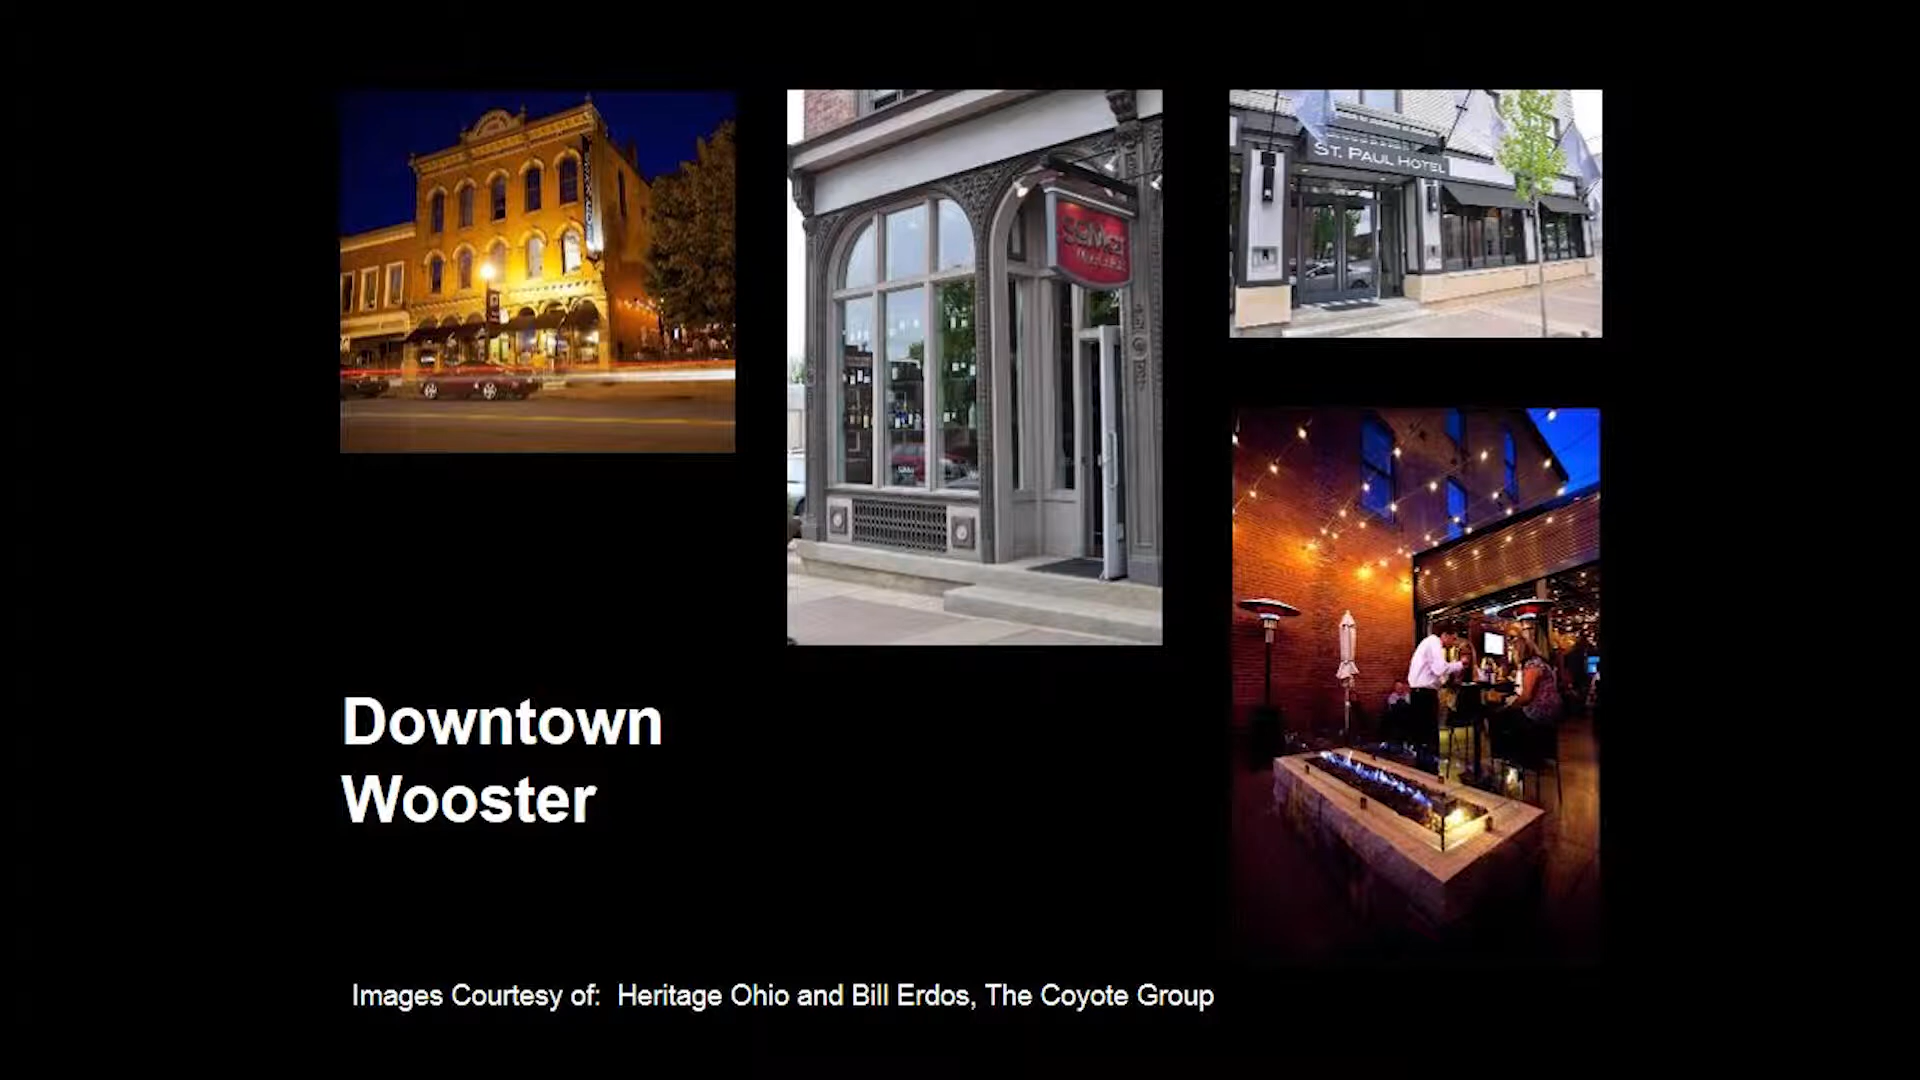 ST. PAUL HOTEL
Downtown
Wooster
Images Courtesy of:  Heritage Ohio and Bill Erdos, The Coyote Group